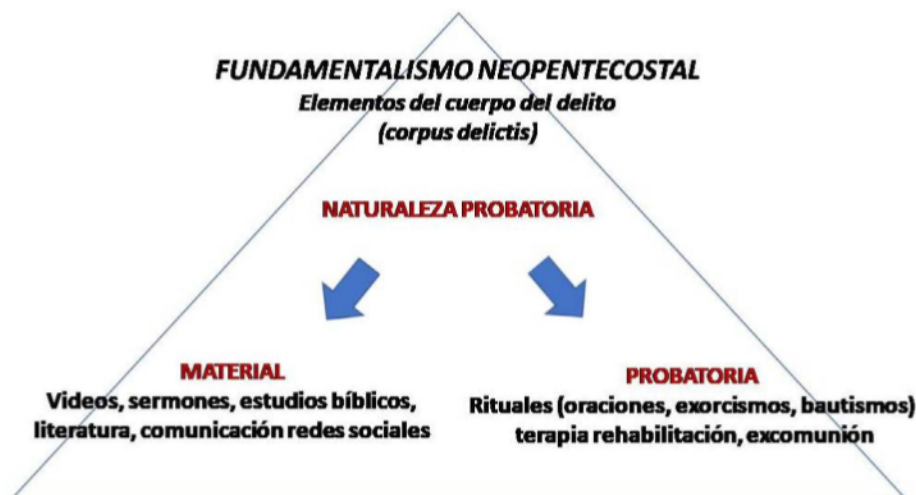 FUNDAMENTALISMO NEOPENTECOSTAL
Elementos del cuerpo del delito
(corpus delictis)
NATURALEZA PROBATORIA
MATERIAL
Videos, sermones, estudios bíblicos,
literatura, comunicación redes sociales
PROBATORIA
Rituales (oraciones, exorcismos, bautismos)
terapia rehabilitación, excomunión